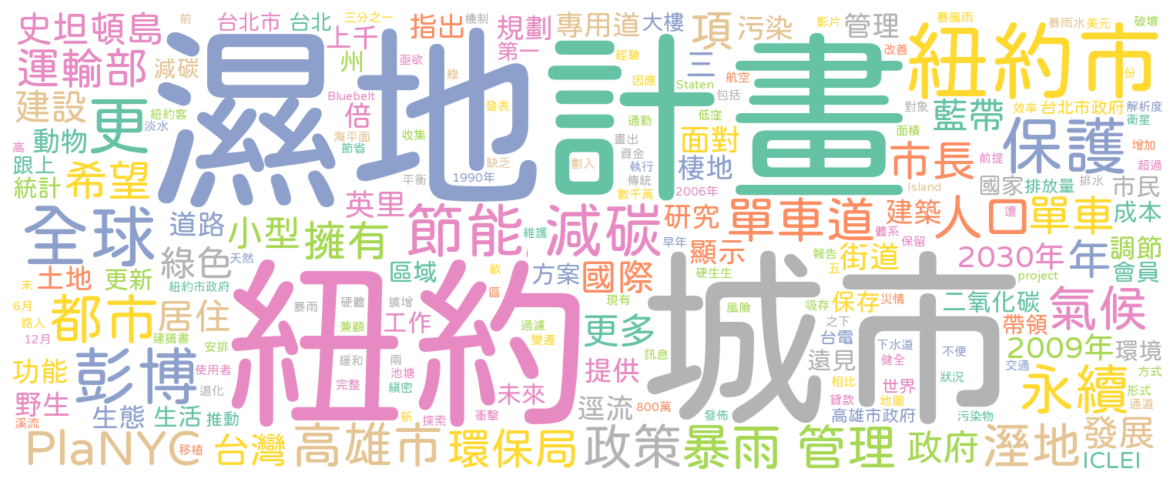 史坦頓島
前
台北市
台北
三分之一
機制
指出
規劃
專用道
大樓
項
污染
影片
管理
暴風雨
暴雨水
美元
破壞
運輸部
減碳
上千
州
亟欲
綠
第一
經驗
三
航空
改善
紐約市
份
濕地
計畫
建設
更
紐約客
淡水
Bluebelt
倍
發表
因應
Staten
包括
對象
藍帶
效率
台北市政府
解析度
衛星
動物
高
海平面
節省
收集
通勤
低窪
面積
保護
增加
跟上
統計
希望
平衡
1990年
缺乏
劃入
畫出
資金
執行
傳統
面對
棲地
數千萬
2006年
市長
前提
超過
國家
排放量
排水
市民
Island
全球
道路
小型
擁有
英里
節能
減碳
研究
單車道
建築
人口
遭
單車
成本
體系
保留
維護
早年
顯示
調節
會員
綠色
天然
土地
更新
未
紐約市政府
區域
畝
區
方案
國際
硬生生
報告
五
街道
2030年
年
project
6月
路人
12月
都市
居住
建議書
安排
暴雨
硬體
擴增
兼顧
工作
現有
過濾
變遷
更多
風險
吸存
保存
災情
二氧化碳
帶領
氣候
之下
台電
2009年
環境
紐約
城市
功能
彭博
使用者
退化
緩和
完整
兩
池塘
縝密
未來
提供
訊息
遠見
下水道
健全
不便
交通
狀況
方式
永續
形式
通道
野生
溪流
生態
生活
推動
新
探索
衝擊
逕流
800萬
發佈
相比
貸款
地圖
世界
高雄市政府
污染物
PlaNYC
移植
台灣
高雄市
環保局
政策
暴雨
管理
政府
溼地
發展
ICLEI